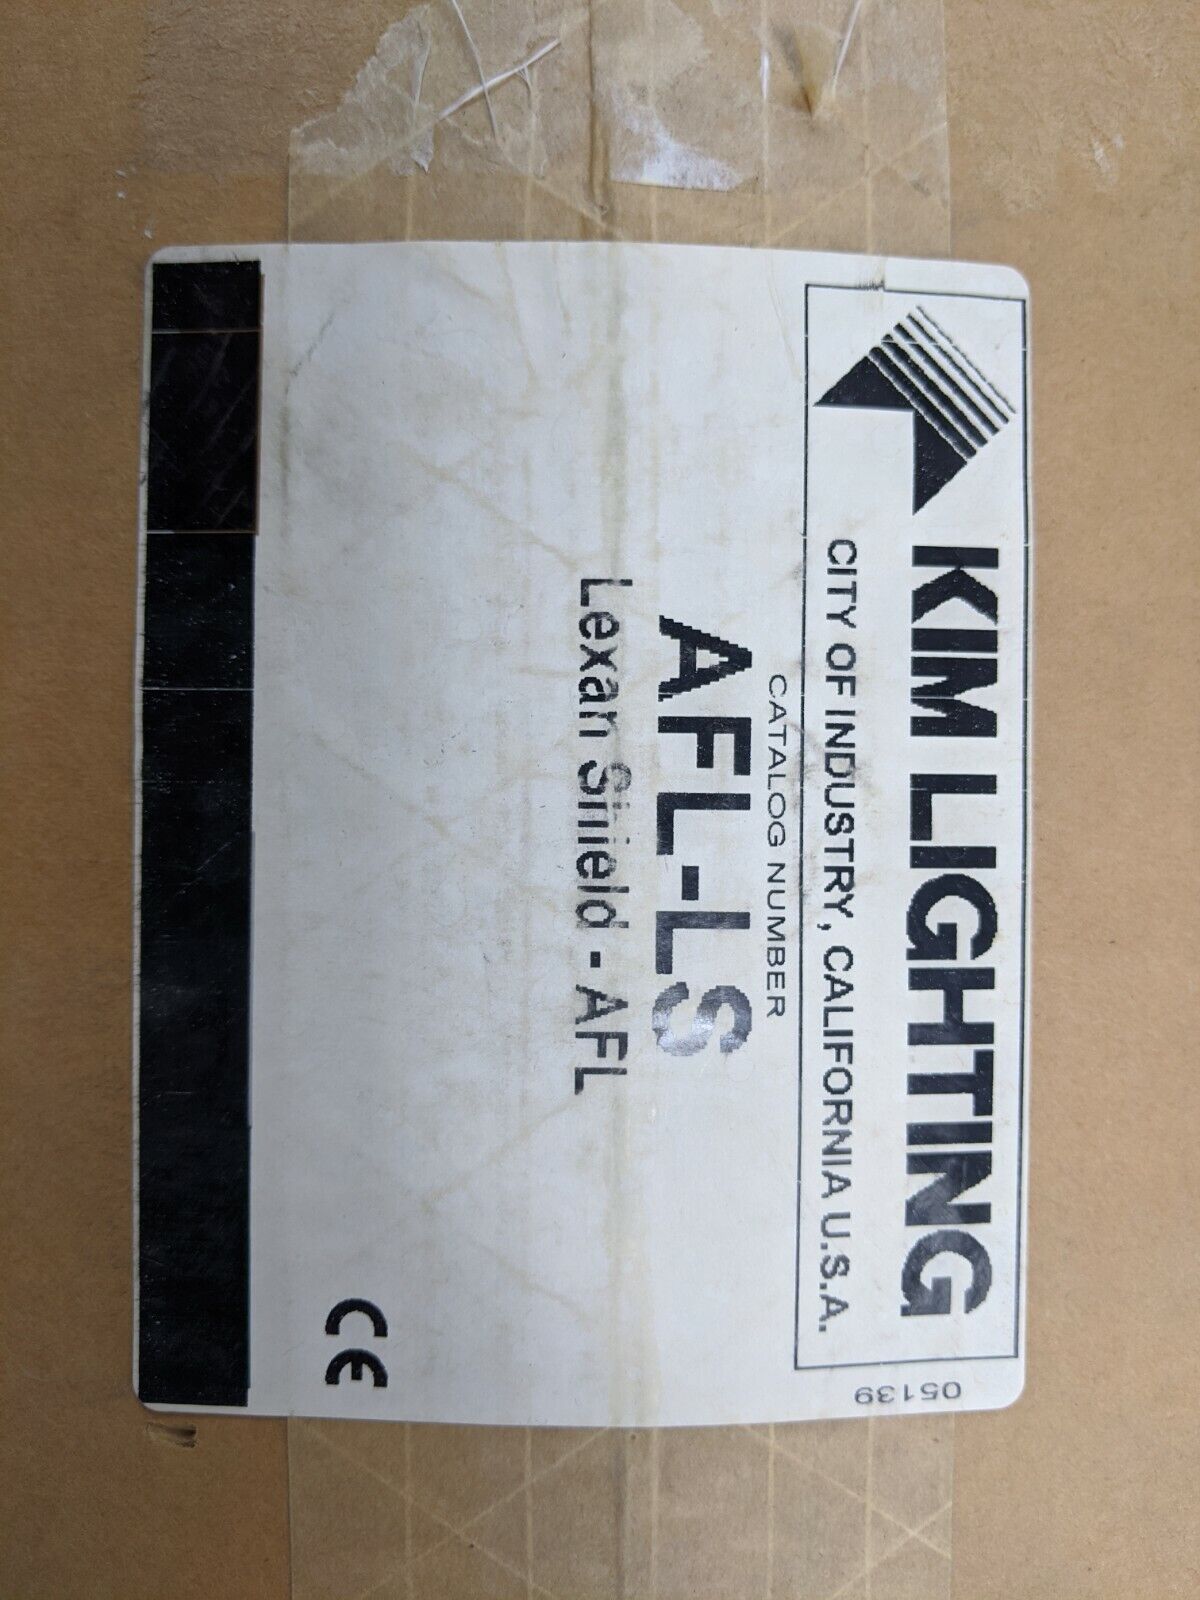 KIM LIGHTING
CITY OF INDUSTRY, CALIFORNIA U.S.A.
05139
CATALOG NUMBER
AFL-LS
Lexan Shield - AFL
CE